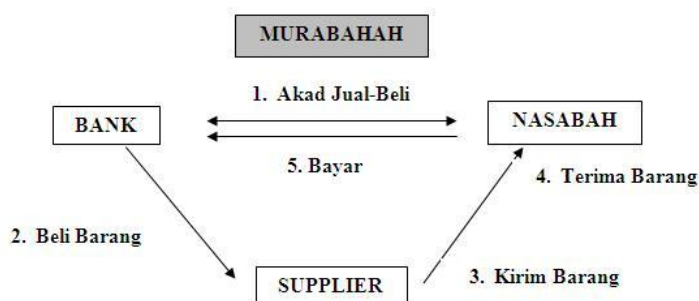 MURABAHAH
1. Akad Jual-Beli
BANK
NASABAH
5. Bayar
4. Terima Barang
2. Beli Barang
SUPPLIER
3. Kirim Barang